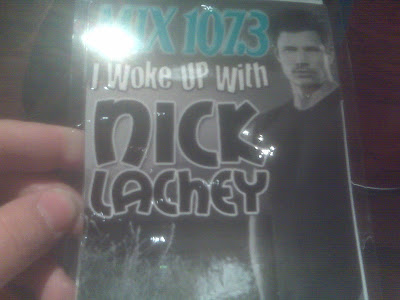 MIX 107.3
I WOKE UP WITH
NICK
LACHEY